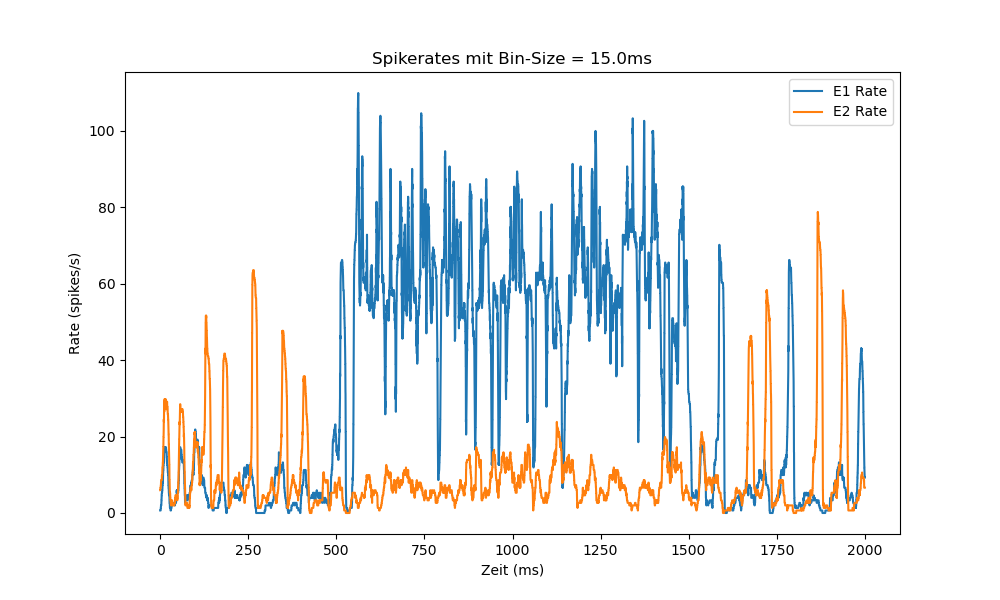 Spikerates mit Bin-Size = 15.0ms
E1 Rate
E2 Rate
Rate (spikes/s)
100
80
60
40
20
0
0 250 500 750 1000 1250 1500 1750 2000
Zeit (ms)